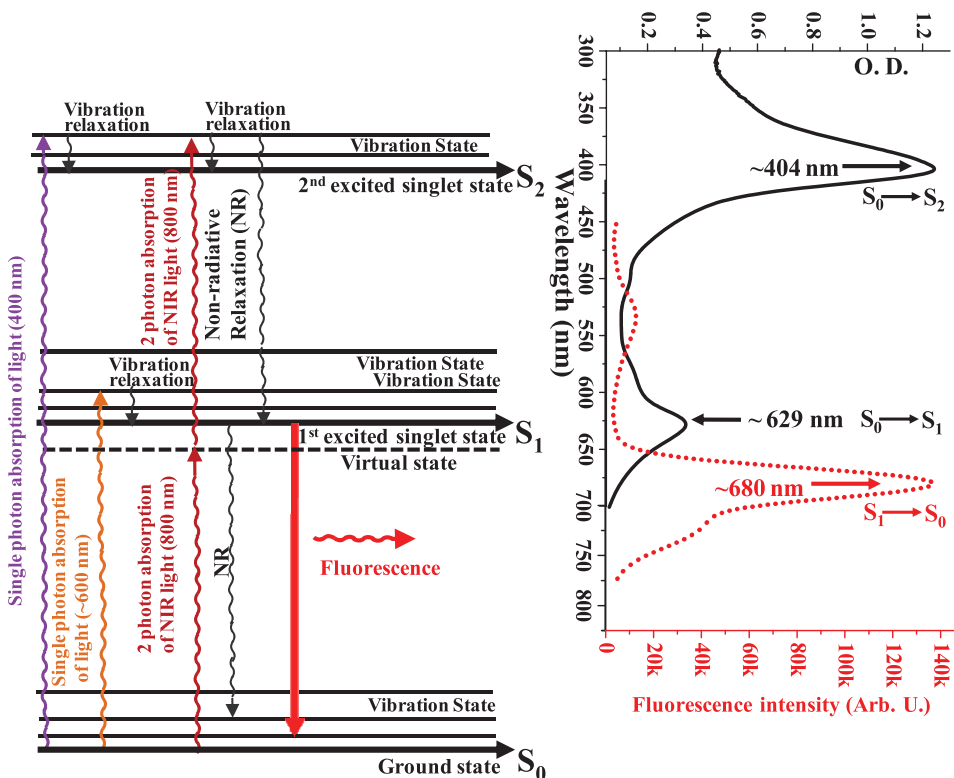 Vibration
relaxation
Vibration
relaxation
Vibration State
2nd excited singlet state
S2
Single photon absorption of light (400 nm)
2 photon absorption
of NIR light (800 nm)
Non-radiative
Relaxation (NR)
Vibration State
Vibration
relaxation
Vibration State
1st excited singlet state
S1
Virtual state
Single photon absorption
of light (~600 nm)
2 photon absorption
of NIR light (800 nm)
NR
Fluorescence
Vibration State
Ground state
S0
0.2 0.4 0.6 0.8 1.0 1.2
O. D.
300
350
400
450
500
550
600
650
700
750
800
Wavelength (nm)
~404 nm
S0 S2
~ 629 nm
S0 S1
~680 nm
S1 S0
0 20k 40k 60k 80k 100k 120k 140k
Fluorescence intensity (Arb. U.)